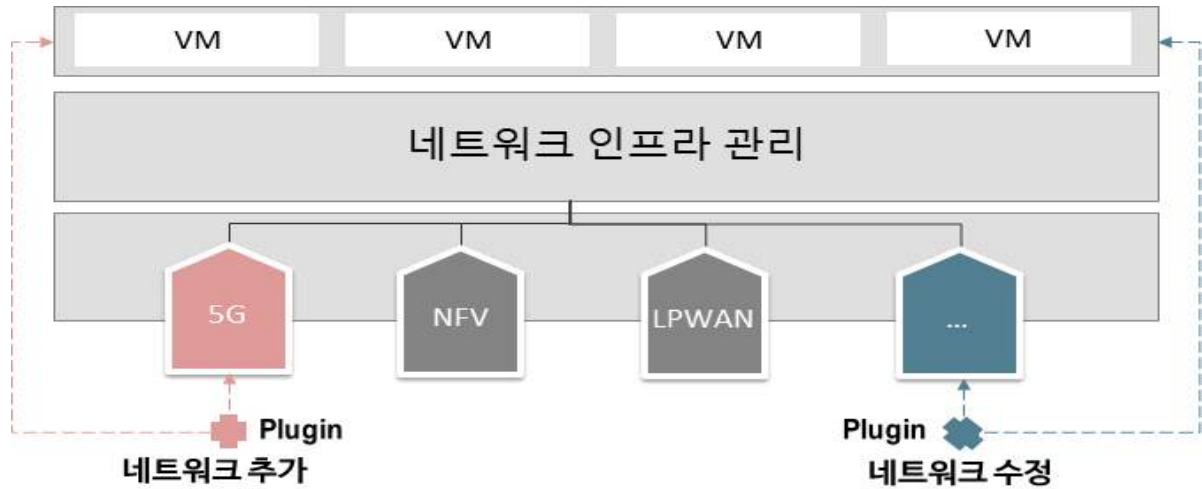 VM VM VM VM
네트워크 인프라 관리
5G NFV LPWAN ...
Plugin Plugin
네트워크 추가 네트워크 수정